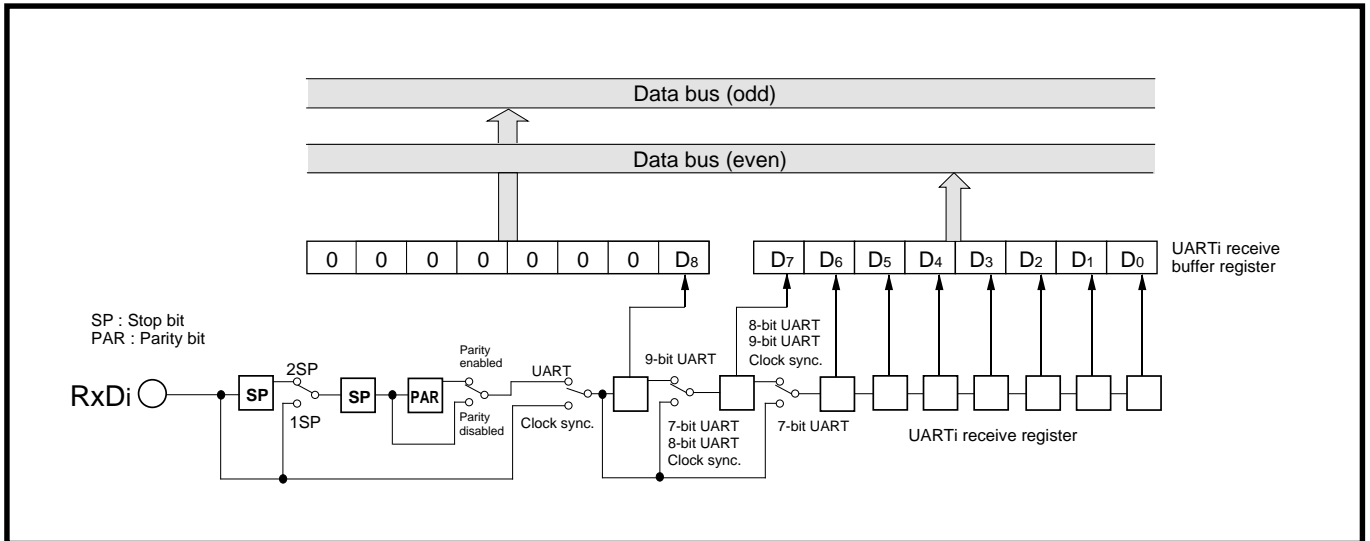 Data bus (odd)
Data bus (even)
0 0 0 0 0 0 0 D8
D7 D6 D5 D4 D3 D2 D1 D0
UARTi receive
buffer register
SP : Stop bit
PAR : Parity bit
RxDi
SP
2SP
1SP
SP
PAR
Parity
enabled
Parity
disabled
UART
Clock sync.
9-bit UART
7-bit UART
8-bit UART
Clock sync.
8-bit UART
9-bit UART
Clock sync.
7-bit UART
UARTi receive register